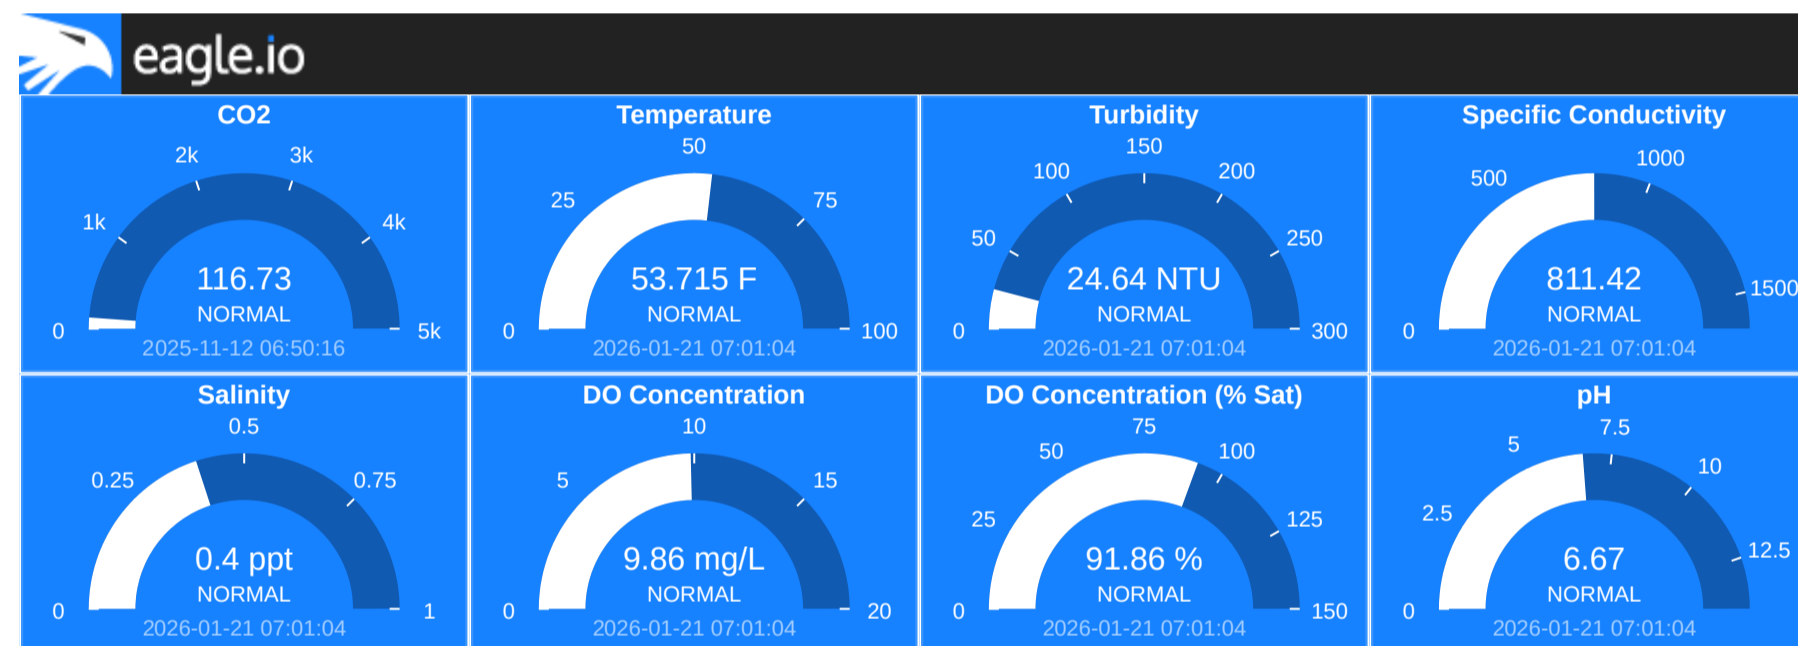 eagle.io
CO2
0
1k
2k
3k
4k
5k
116.73
NORMAL
2025-11-12 06:50:16
Temperature
0
25
50
75
100
53.715 F
NORMAL
2026-01-21 07:01:04
Turbidity
0
50
100
150
200
250
300
24.64 NTU
NORMAL
2026-01-21 07:01:04
Specific Conductivity
0
500
1000
1500
811.42
NORMAL
2026-01-21 07:01:04
Salinity
0
0.25
0.5
0.75
1
0.4 ppt
NORMAL
2026-01-21 07:01:04
DO Concentration
0
5
10
15
20
9.86 mg/L
NORMAL
2026-01-21 07:01:04
DO Concentration (% Sat)
0
25
50
75
100
125
150
91.86 %
NORMAL
2026-01-21 07:01:04
pH
0
2.5
5
7.5
10
12.5
6.67
NORMAL
2026-01-21 07:01:04